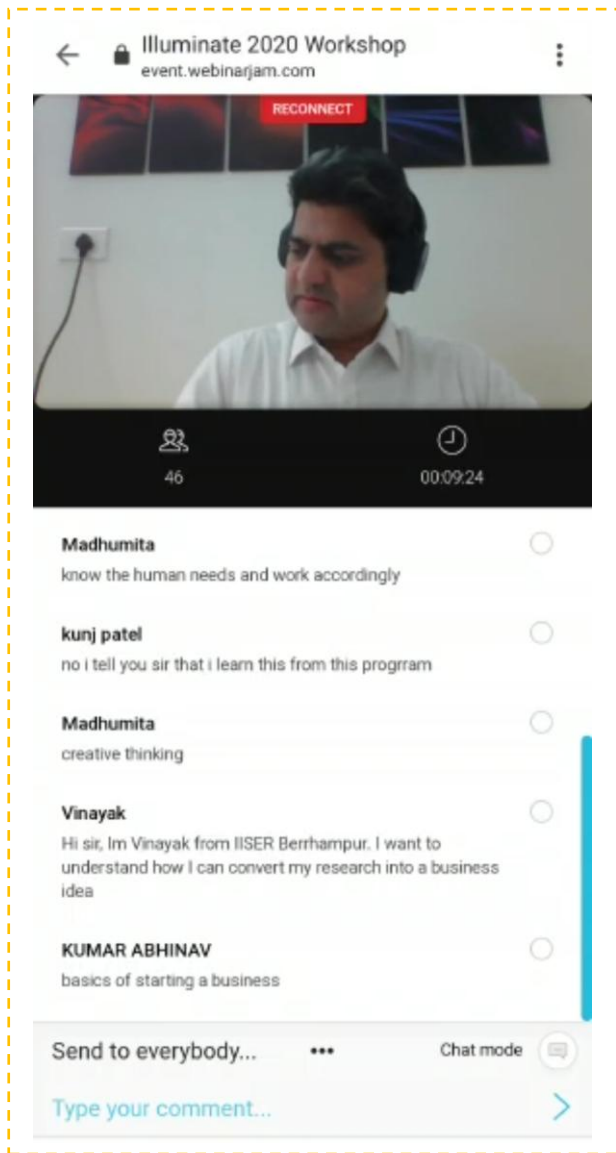 Illuminate 2020 Workshop
event.webinarjam.com
RECONNECT
46
00:09:24
Madhumita
know the human needs and work accordingly
kunj patel
no i tell you sir that i learn this from this progrram
Madhumita
creative thinking
Vinayak
Hi sir, Im Vinayak from IISER Berrhampur. I want to
understand how I can convert my research into a business
idea
KUMAR ABHINAV
basics of starting a business
Send to everybody... ••• Chat mode
Type your comment...